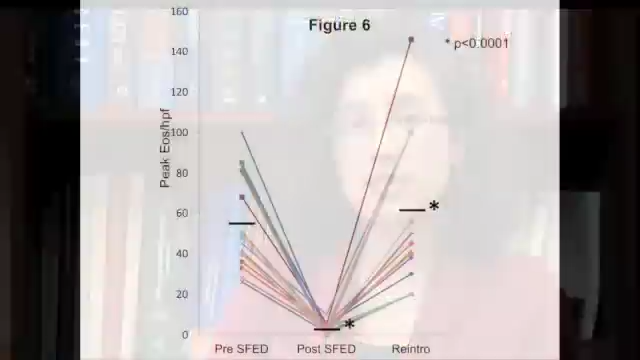 Figure 6
* p<0.0001
Peak Eos/hpf
160
140
120
100
80
60
40
20
0
*
*
Pre SFED Post SFED Reintro